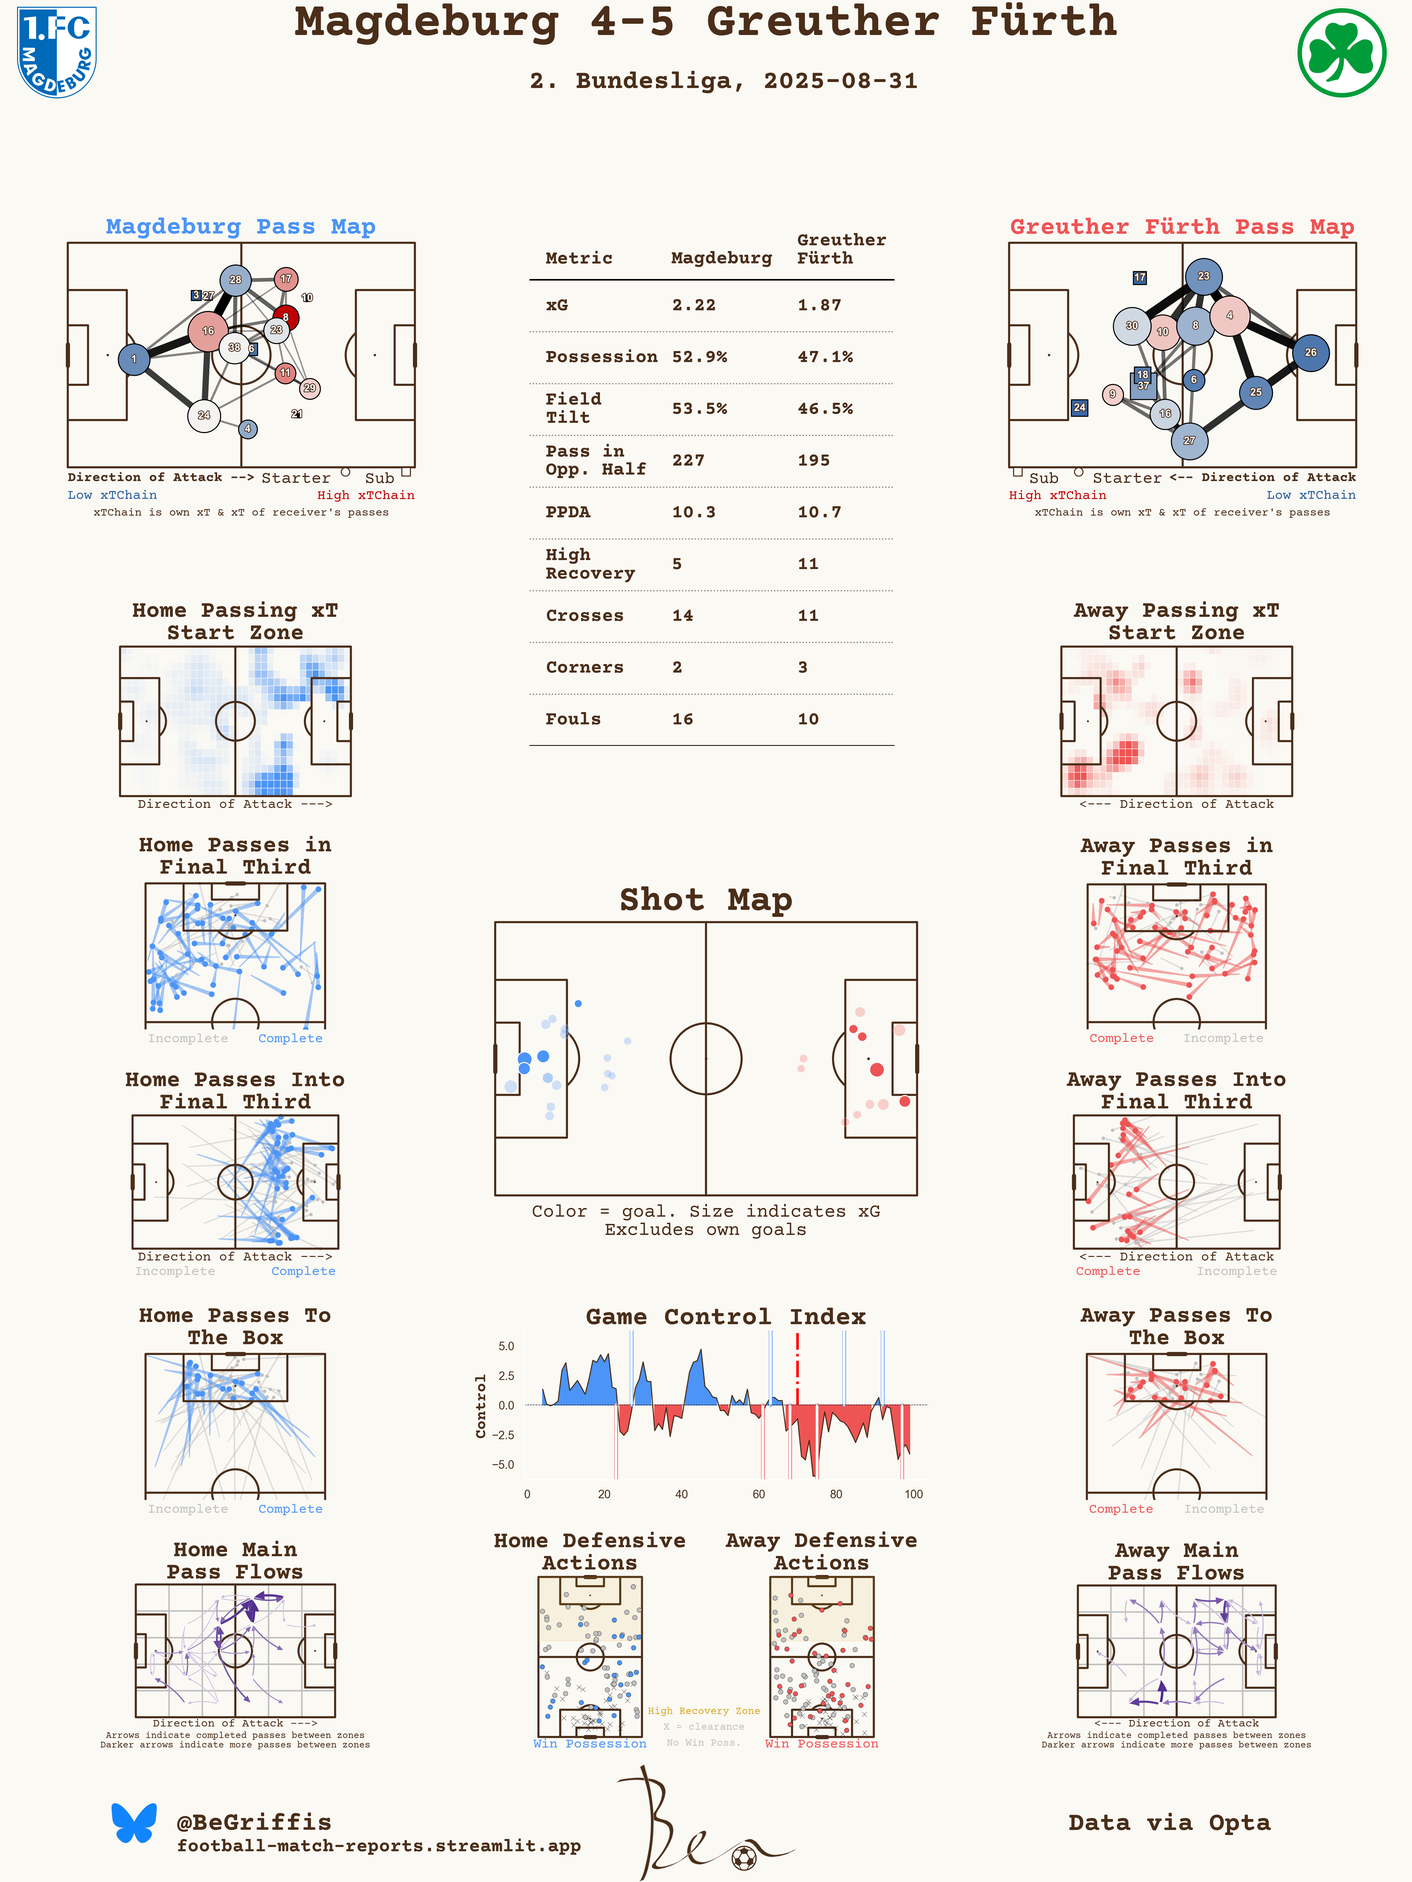 Magdeburg 4-5 Greuther Fürth
2. Bundesliga, 2025-08-31
1.FC
MAGDEBURG
Magdeburg Pass Map
28
17
3
27
10
16
8
23
38
6
1
11
29
24
21
4
Direction of Attack -->
Starter
Sub
Low xTChain
High xTChain
xTChain is own xT & xT of receiver's passes
Metric Magdeburg Greuther Fürth
xG 2.22 1.87
Possession 52.9% 47.1%
Field Tilt 53.5% 46.5%
Pass in Opp. Half 227 195
PPDA 10.3 10.7
High Recovery 5 11
Crosses 14 11
Corners 2 3
Fouls 16 10
Greuther Fürth Pass Map
17
23
30
10
8
4
26
18
37
6
9
24
16
25
27
Sub
Starter
<-- Direction of Attack
High xTChain
Low xTChain
xTChain is own xT & xT of receiver's passes
Home Passing xT
Start Zone
Direction of Attack --->
Away Passing xT
Start Zone
<--- Direction of Attack
Home Passes in
Final Third
Incomplete
Complete
Away Passes in
Final Third
Complete
Incomplete
Shot Map
Color = goal. Size indicates xG
Excludes own goals
Home Passes Into
Final Third
Direction of Attack --->
Incomplete
Complete
Away Passes Into
Final Third
<--- Direction of Attack
Complete
Incomplete
Game Control Index
Control
5.0
2.5
0.0
−2.5
−5.0
0 20 40 60 80 100
Home Passes To
The Box
Incomplete
Complete
Away Passes To
The Box
Complete
Incomplete
Home Main
Pass Flows
Direction of Attack --->
Arrows indicate completed passes between zones
Darker arrows indicate more passes between zones
Home Defensive
Actions
Win Possession
High Recovery Zone
X = clearance
No Win Poss.
Away Defensive
Actions
Win Possession
Away Main
Pass Flows
<--- Direction of Attack
Arrows indicate completed passes between zones
Darker arrows indicate more passes between zones
@BeGriffis
football-match-reports.streamlit.app
Ben
Data via Opta